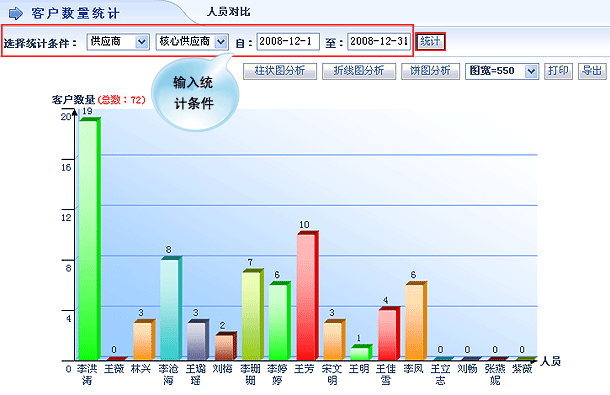 客户数量统计 人员对比
选择统计条件： 供应商 核心供应商 自： 2008-12-1 至： 2008-12-31 统计
输入统
计条件
柱状图分析 折线图分析 饼图分析 图宽=550 打印 导出
客户数量(总数：72)
20
16
12
8
4
0
19
0
3
8
3
2
7
6
10
3
1
4
6
0
0
0
0
李洪涛
王薇
林兴
李沧海
王璐瑶
刘梅
李珊珊
李婷婷
王芳
宋文明
王明
王佳雪
李凤
王立志
刘畅
张燕妮
紫薇
人员